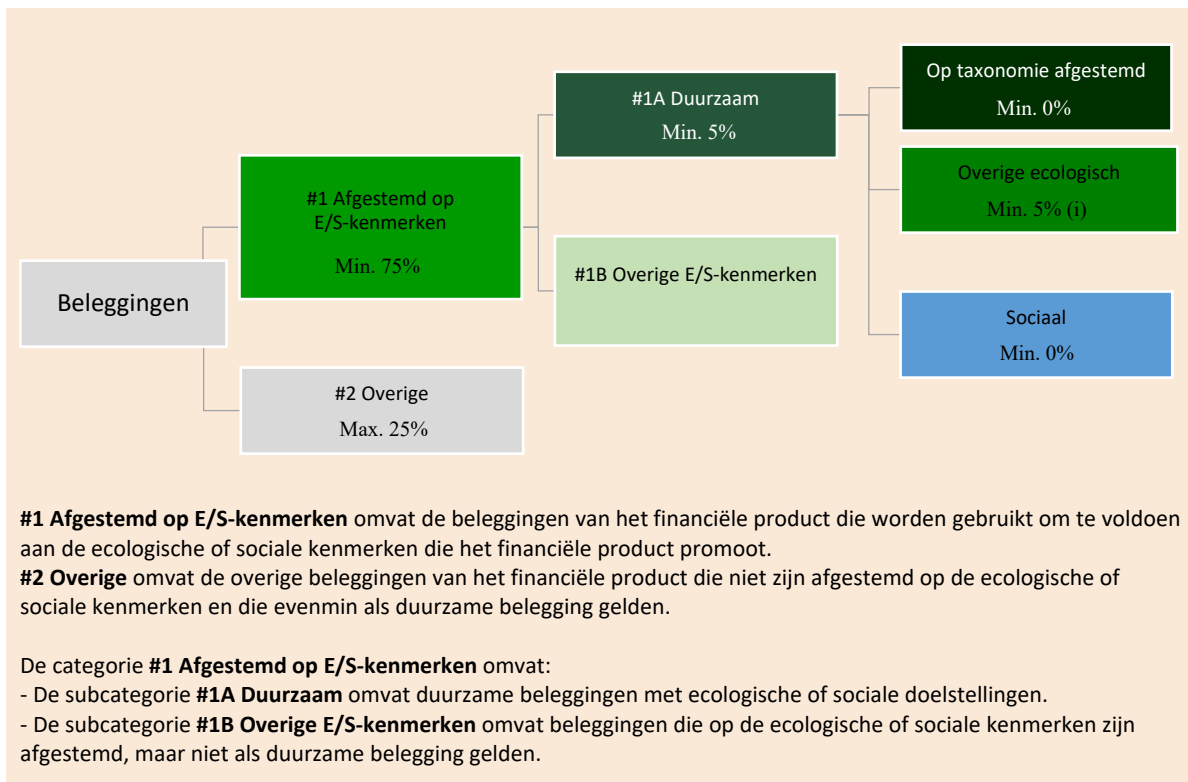 Beleggingen
#1 Afgestemd op
E/S-kenmerken
Min. 75%
#2 Overige
Max. 25%
#1A Duurzaam
Min. 5%
#1B Overige E/S-kenmerken
Op taxonomie afgestemd
Min. 0%
Overige ecologisch
Min. 5% (i)
Sociaal
Min. 0%
#1 Afgestemd op E/S-kenmerken omvat de beleggingen van het financiële product die worden gebruikt om te voldoen
aan de ecologische of sociale kenmerken die het financiële product promoot.
#2 Overige omvat de overige beleggingen van het financiële product die niet zijn afgestemd op de ecologische of
sociale kenmerken en die evenmin als duurzame belegging gelden.
De categorie #1 Afgestemd op E/S-kenmerken omvat:
- De subcategorie #1A Duurzaam omvat duurzame beleggingen met ecologische of sociale doelstellingen.
- De subcategorie #1B Overige E/S-kenmerken omvat beleggingen die op de ecologische of sociale kenmerken zijn
afgestemd, maar niet als duurzame belegging gelden.